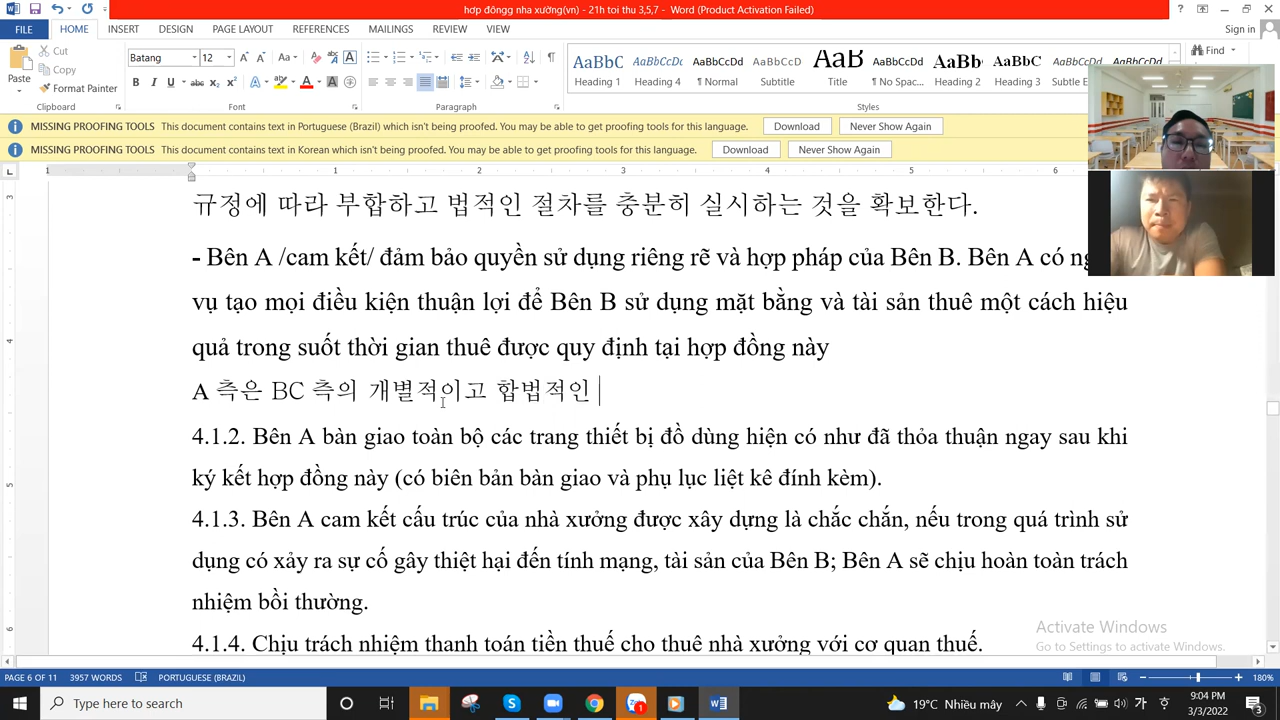 hợp đôngg nha xưởng(vn) - 21h toi thu 3,5,7 - Word (Product Activation Failed)
FILE HOME INSERT DESIGN PAGE LAYOUT REFERENCES MAILINGS REVIEW VIEW Sign in
Paste Cut Copy Format Painter
Batang 12
AaBbC AaBbCcD AaBbCcDd AaBbCcD AaB AaBbCcDd AaBbCc AaBbC AaBbCcDd AaBbCcDd
Heading 1 Heading 4 ¶ Normal Subtitle Title ¶ No Spac... Heading 2 Heading 3 Subtle E
Find
Clipboard Font Paragraph Styles
MISSING PROOFING TOOLS This document contains text in Portuguese (Brazil) which isn't being proofed. You may be able to get proofing tools for this language. Download Never Show Again
MISSING PROOFING TOOLS This document contains text in Korean which isn't being proofed. You may be able to get proofing tools for this language. Download Never Show Again
1 1 2 3 4 5 6
규정에 따라 부합하고 법적인 절차를 충분히 실시하는 것을 확보한다.
- Bên A /cam kết/ đảm bảo quyền sử dụng riêng rẽ và hợp pháp của Bên B. Bên A có
vụ tạo mọi điều kiện thuận lợi để Bên B sử dụng mặt bằng và tài sản thuê một cách hiệu
quả trong suốt thời gian thuê được quy định tại hợp đồng này
A 측은 BC 측의 개별적이고 합법적인
4.1.2. Bên A bàn giao toàn bộ các trang thiết bị đồ dùng hiện có như đã thỏa thuận ngay sau khi
ký kết hợp đồng này (có biên bản bàn giao và phụ lục liệt kê đính kèm).
4.1.3. Bên A cam kết cấu trúc của nhà xưởng được xây dựng là chắc chắn, nếu trong quá trình sử
dụng có xảy ra sự cố gây thiệt hại đến tính mạng, tài sản của Bên B; Bên A sẽ chịu hoàn toàn trách
nhiệm bồi thường.
4.1.4. Chịu trách nhiệm thanh toán tiền thuế cho thuê nhà xưởng với cơ quan thuế.
Activate Windows
Go to Settings to activate Windows.
PAGE 6 OF 11 3957 WORDS PORTUGUESE (BRAZIL) 180%
Type here to search 19°C Nhiều mây 9:04 PM
3/3/2022